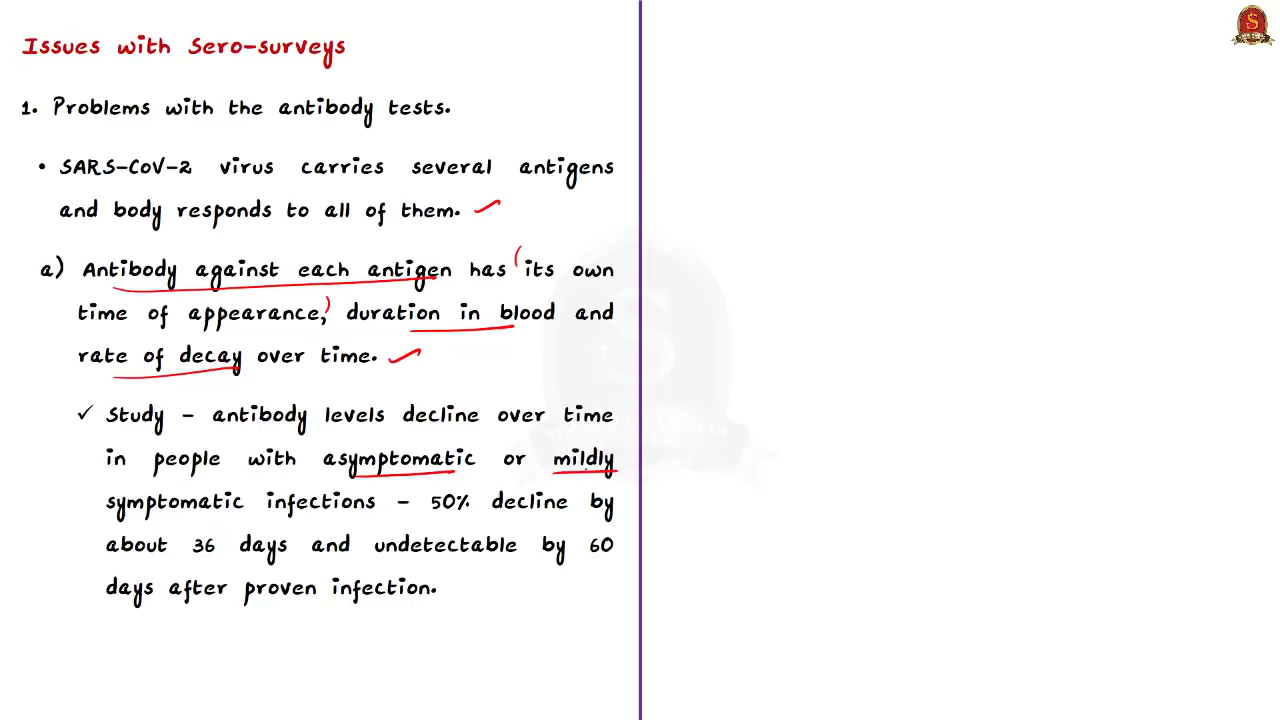 Issues with Sero-surveys
1. Problems with the antibody tests.
• SARS-CoV-2 virus carries several antigens
and body responds to all of them.
a) Antibody against each antigen has its own
time of appearance, duration in blood and
rate of decay over time.
✓ Study - antibody levels decline over time
in people with asymptomatic or mildly
symptomatic infections - 50% decline by
about 36 days and undetectable by 60
days after proven infection.